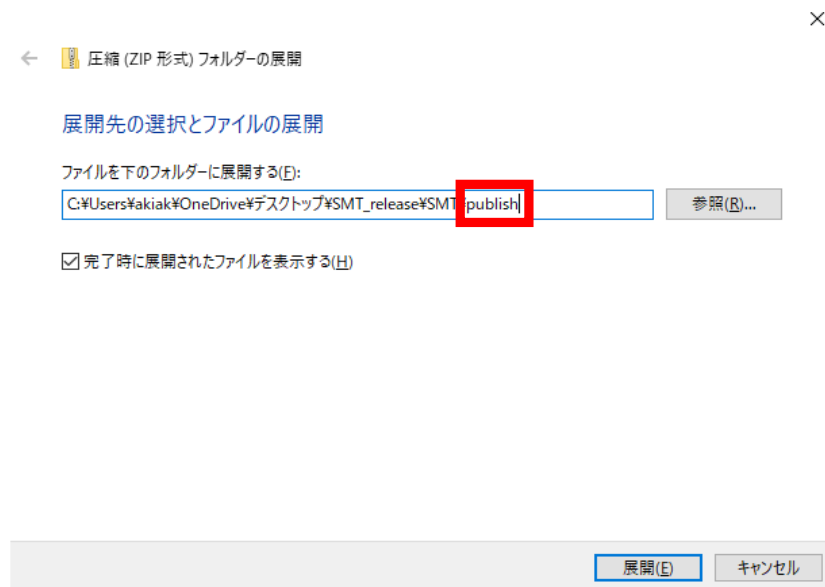 圧縮 (ZIP 形式) フォルダーの展開
展開先の選択とファイルの展開
ファイルを下のフォルダーに展開する(F):
C:¥Users¥akiak¥OneDrive¥デスクトップ¥SMT_release¥SMT¥publish
参照(R)...
完了時に展開されたファイルを表示する(H)
展開(E)
キャンセル